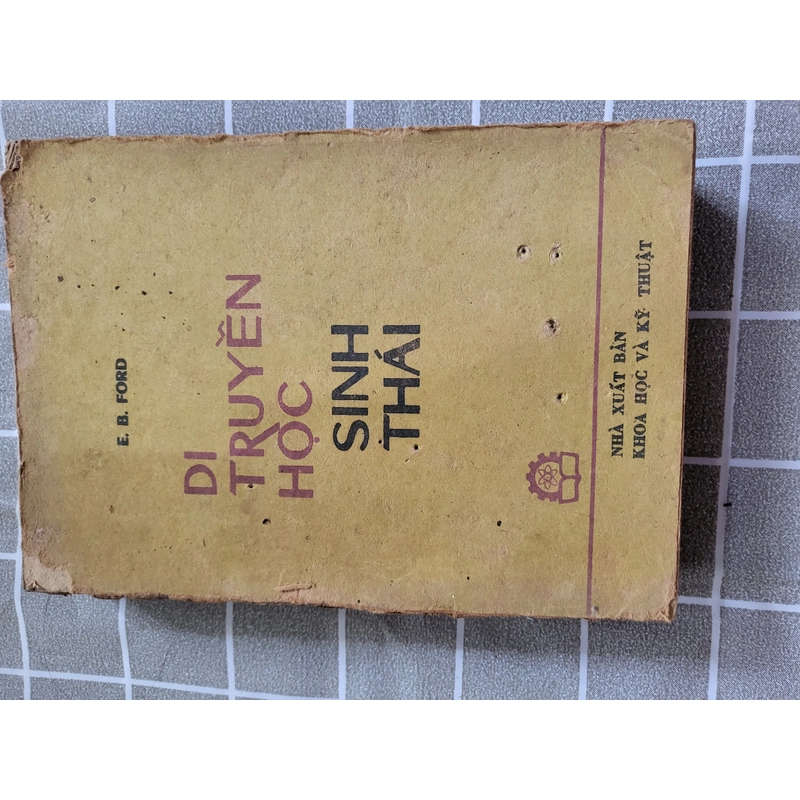 E. B. FORD
DI
TRUYỀN
HỌC
SINH
THÁI
NHÀ XUẤT BẢN
KHOA HỌC VÀ KỸ THUẬT